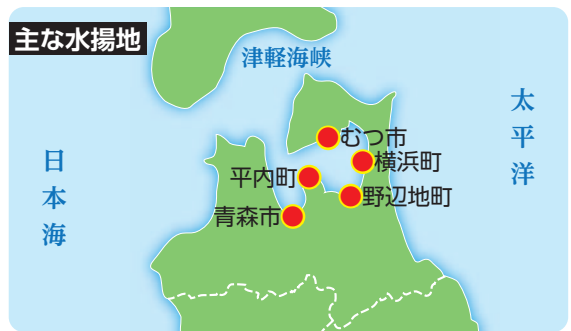 主な水揚地
津軽海峡
太平洋
日本海
むつ市
横浜町
平内町
野辺地町
青森市